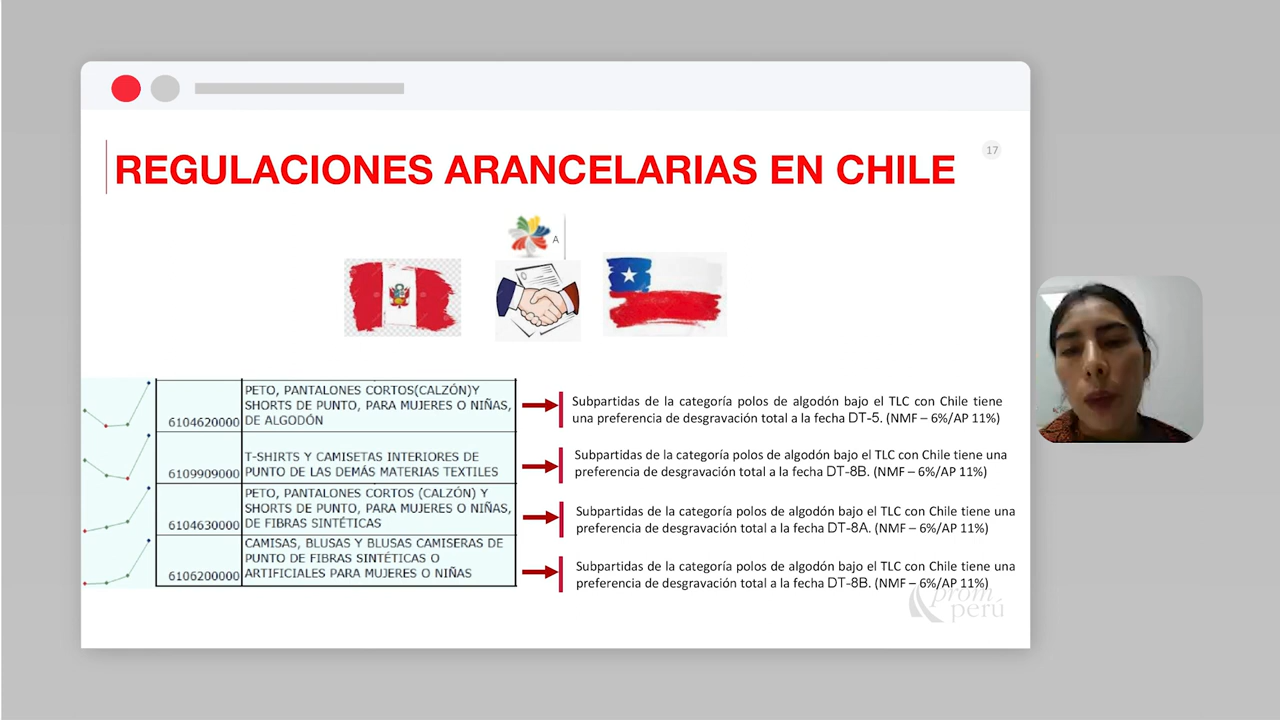 17
REGULACIONES ARANCELARIAS EN CHILE
A
6104620000
PETO, PANTALONES CORTOS(CALZÓN)Y
SHORTS DE PUNTO, PARA MUJERES O NIÑAS,
DE ALGODÓN
Subpartidas de la categoría polos de algodón bajo el TLC con Chile tiene
una preferencia de desgravación total a la fecha DT-5. (NMF – 6%/AP 11%)
6109909000
T-SHIRTS Y CAMISETAS INTERIORES DE
PUNTO DE LAS DEMÁS MATERIAS TEXTILES
Subpartidas de la categoría polos de algodón bajo el TLC con Chile tiene una
preferencia de desgravación total a la fecha DT-8B. (NMF – 6%/AP 11%)
6104630000
PETO, PANTALONES CORTOS (CALZÓN) Y
SHORTS DE PUNTO, PARA MUJERES O NIÑAS,
DE FIBRAS SINTÉTICAS
Subpartidas de la categoría polos de algodón bajo el TLC con Chile tiene una
preferencia de desgravación total a la fecha DT-8A. (NMF – 6%/AP 11%)
6106200000
CAMISAS, BLUSAS Y BLUSAS CAMISERAS DE
PUNTO DE FIBRAS SINTÉTICAS O
ARTIFICIALES PARA MUJERES O NIÑAS
Subpartidas de la categoría polos de algodón bajo el TLC con Chile tiene una
preferencia de desgravación total a la fecha DT-8B. (NMF – 6%/AP 11%)
prom
perú